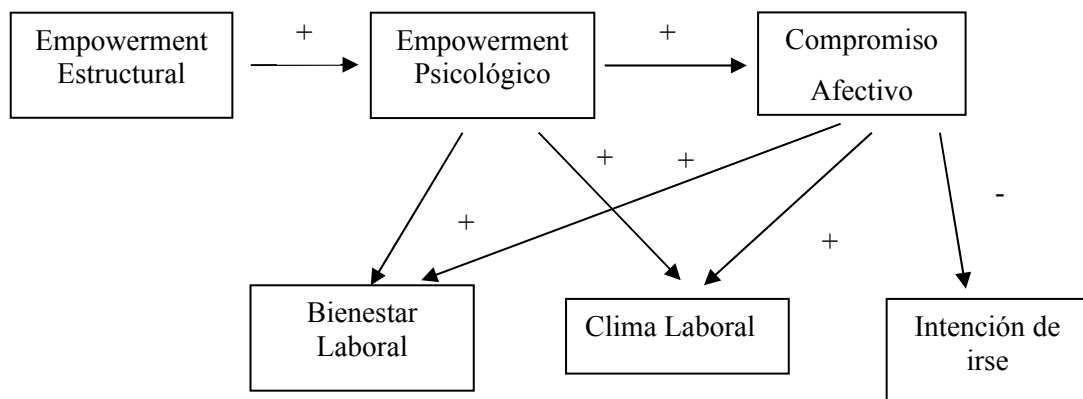 Empowerment
Estructural
+
Empowerment
Psicológico
+
Compromiso
Afectivo
+
+
+
+
-
Bienestar
Laboral
Clima Laboral
Intención de
irse